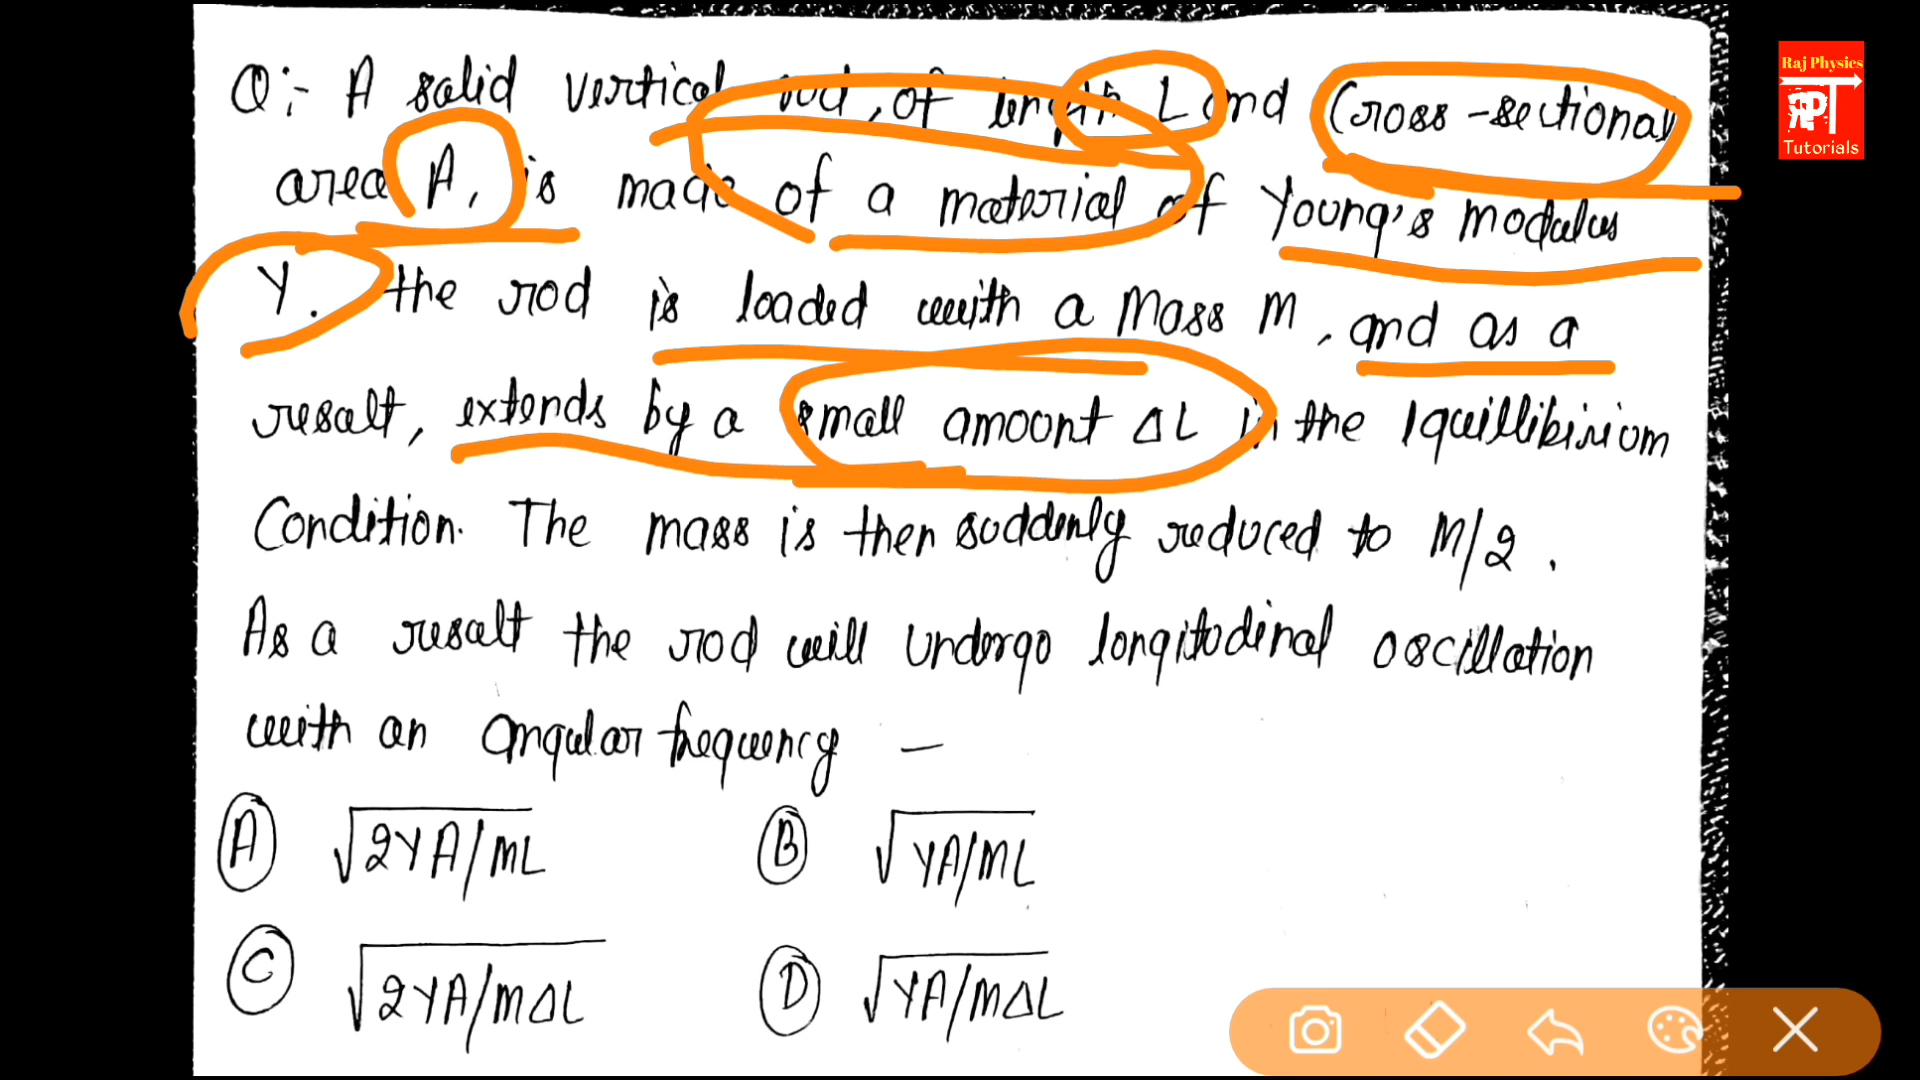 Q:- A solid vertical rod, of length L and Cross-sectional
area A, is made of a material of Young's modulus
Y. the rod is loaded with a mass M, and as a
result, extends by a small amount ΔL in the equillibirium
Condition. The mass is then suddenly reduced to M/2.
As a result the rod will undergo longitudinal oscillation
with an angular frequency -
(A) √2YA/ML (B) √YA/ML
(C) √2YA/MΔL (D) √YA/MΔL
Raj Physics
RPT
Tutorials